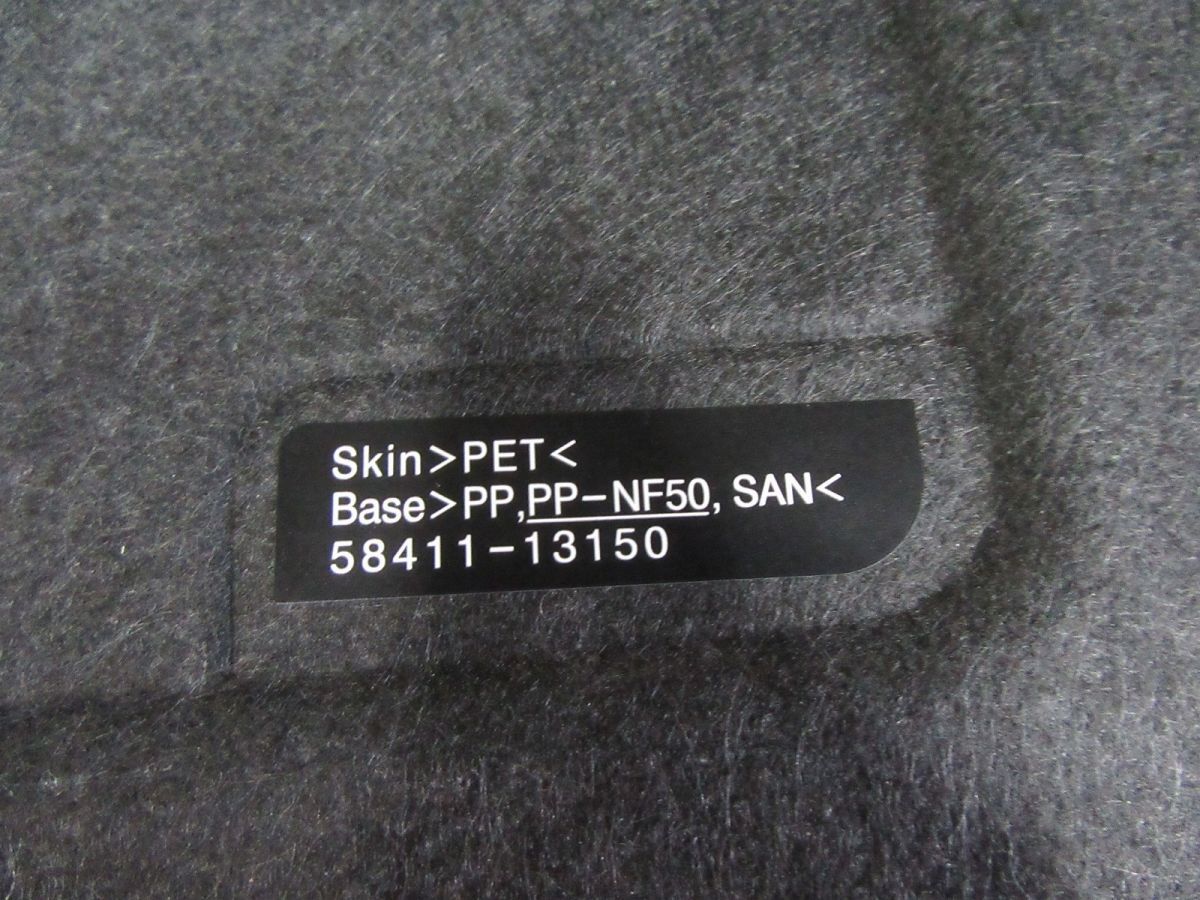 Skin>PET<
Base>PP,PP-NF50, SAN<
58411-13150